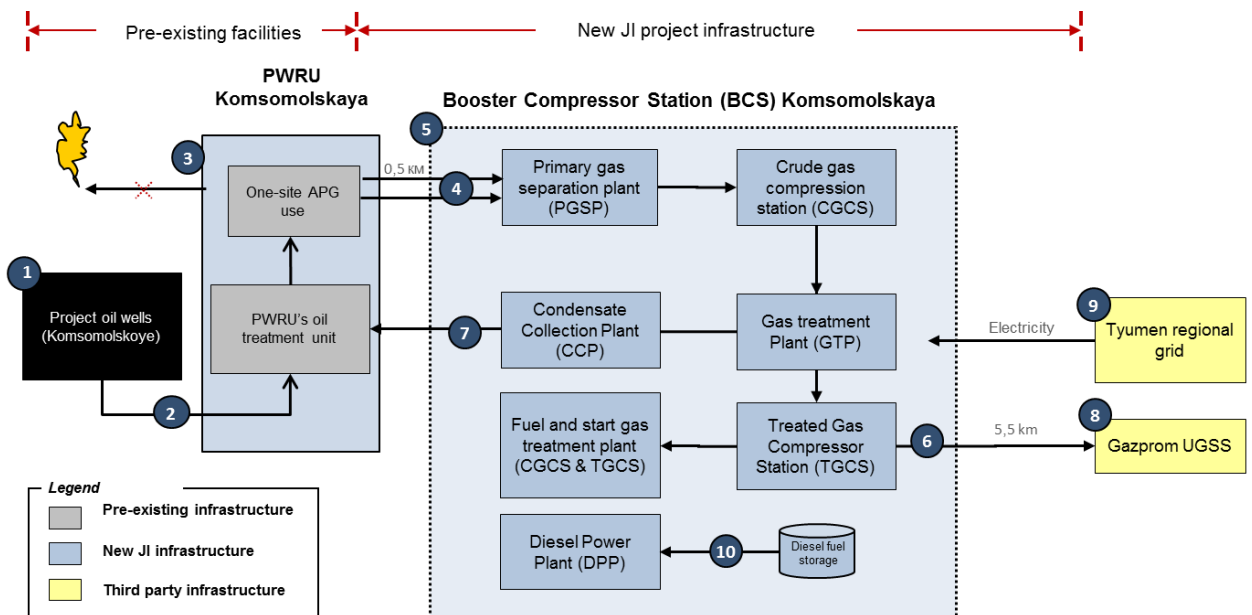 Pre-existing facilities
New JI project infrastructure
PWRU
Komsomolskaya
Booster Compressor Station (BCS) Komsomolskaya
5
3
0,5 км
One-site APG
use
4
Primary gas
separation plant
(PGSP)
Crude gas
compression
station (CGCS)
1
Project oil wells
(Komsomolskoye)
PWRU's oil
treatment unit
7
Condensate
Collection Plant
(CCP)
Gas treatment
Plant (GTP)
Electricity
9
Tyumen regional
grid
2
Fuel and start gas
treatment plant
(CGCS & TGCS)
Treated Gas
Compressor
Station (TGCS)
6
5,5 km
8
Gazprom UGSS
Legend
Pre-existing infrastructure
New JI infrastructure
Third party infrastructure
Diesel Power
Plant (DPP)
10
Diesel fuel
storage